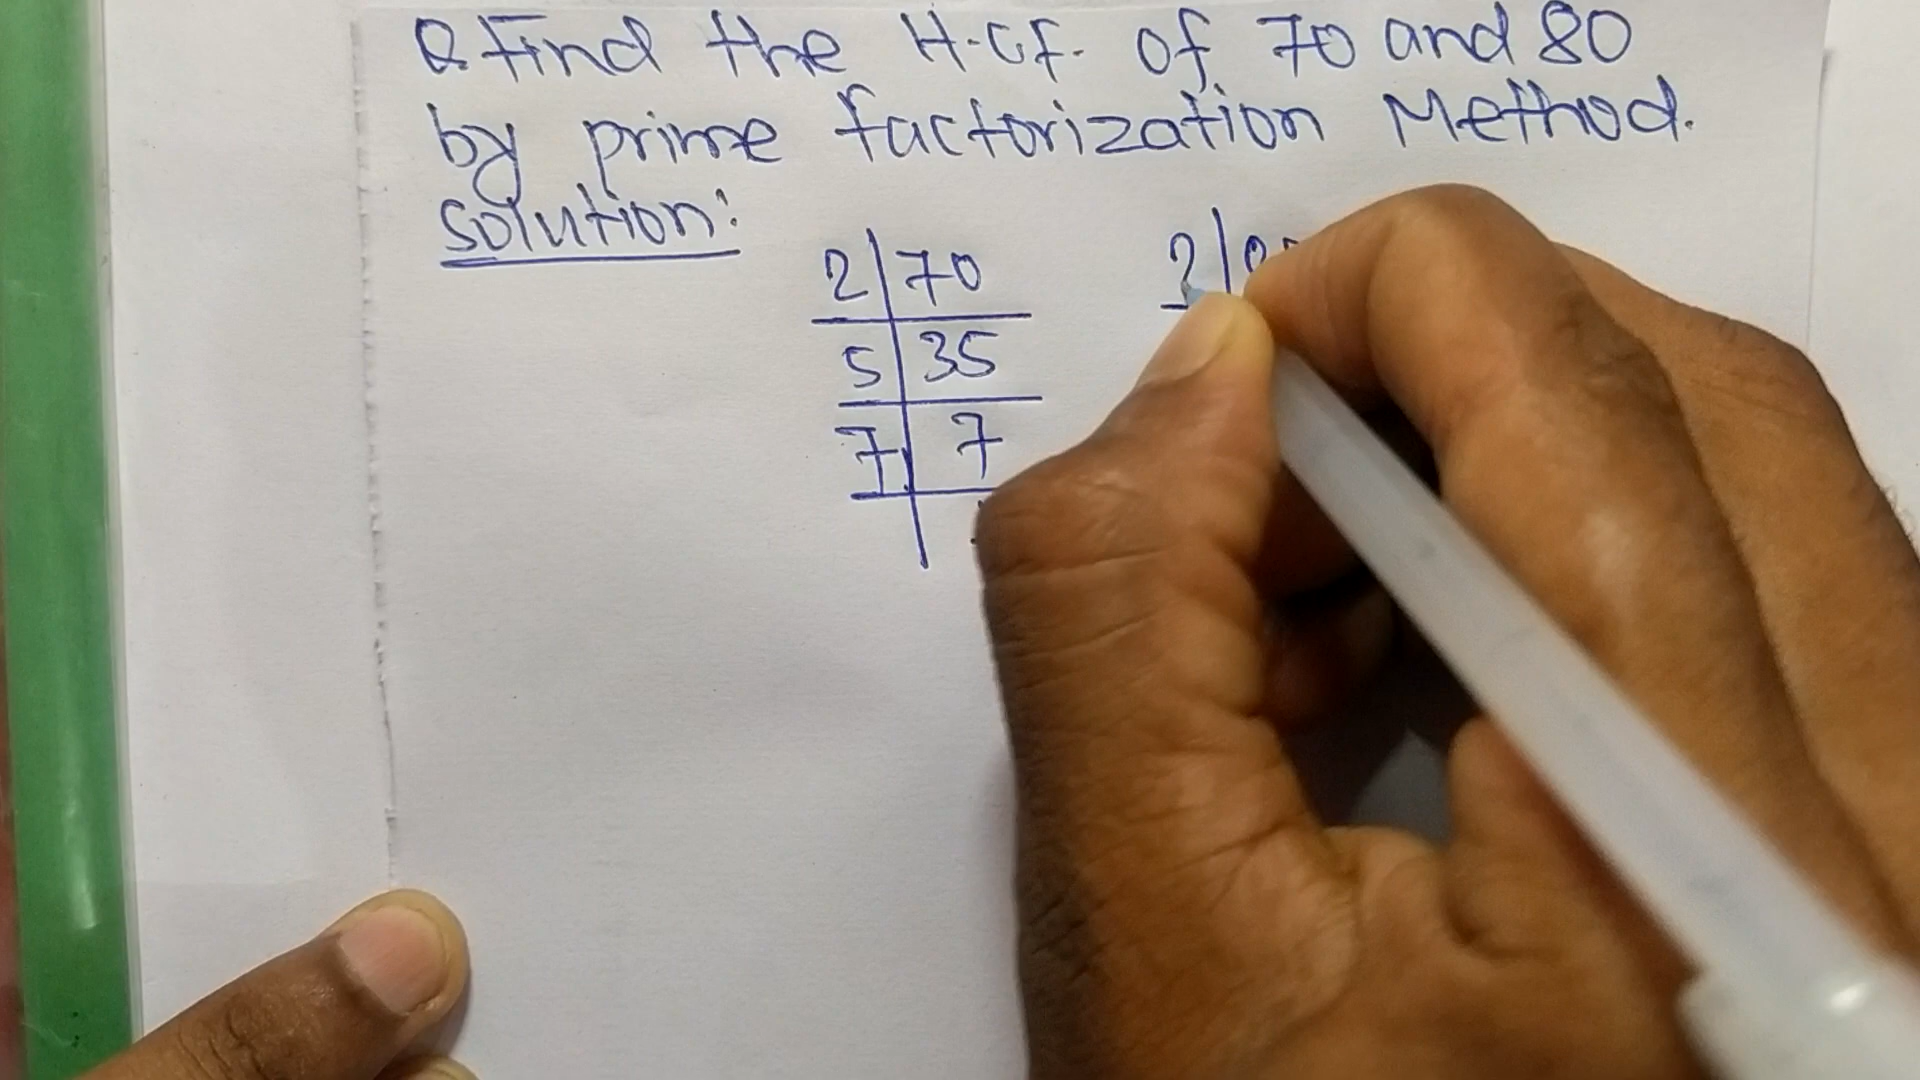 Q. Find the H.C.F. of 70 and 80
by prime factorization Method.
solution:
2 70 2
5 35
7 7